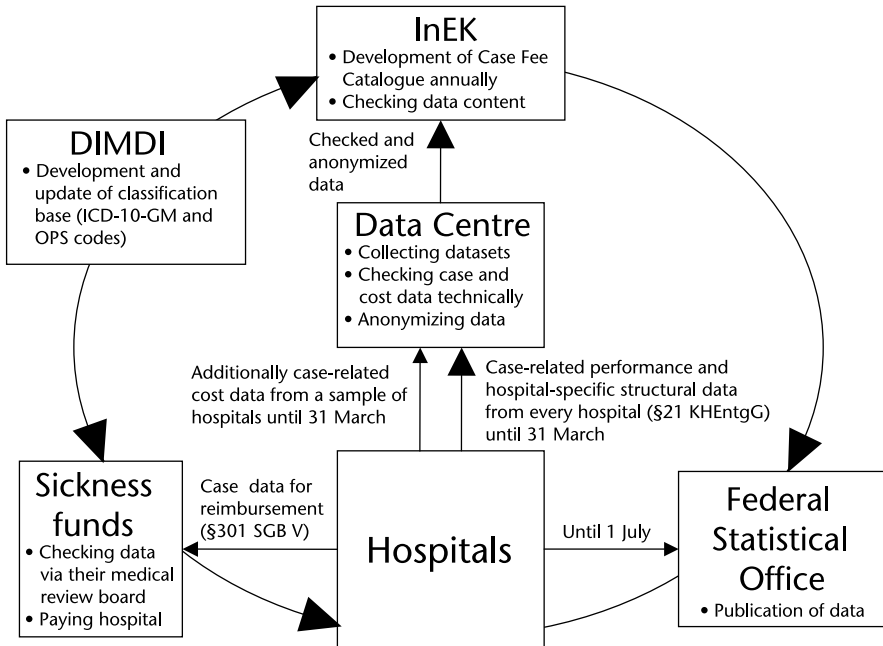 InEK
• Development of Case Fee
Catalogue annually
• Checking data content
DIMDI
• Development and
update of classification
base (ICD-10-GM and
OPS codes)
Checked and
anonymized
data
Data Centre
• Collecting datasets
• Checking case and
cost data technically
• Anonymizing data
Additionally case-related
cost data from a sample of
hospitals until 31 March
Case-related performance and
hospital-specific structural data
from every hospital (§21 KHEntgG)
until 31 March
Sickness
funds
• Checking data
via their medical
review board
• Paying hospital
Case data for
reimbursement
(§301 SGB V)
Hospitals
Until 1 July
Federal
Statistical
Office
• Publication of data